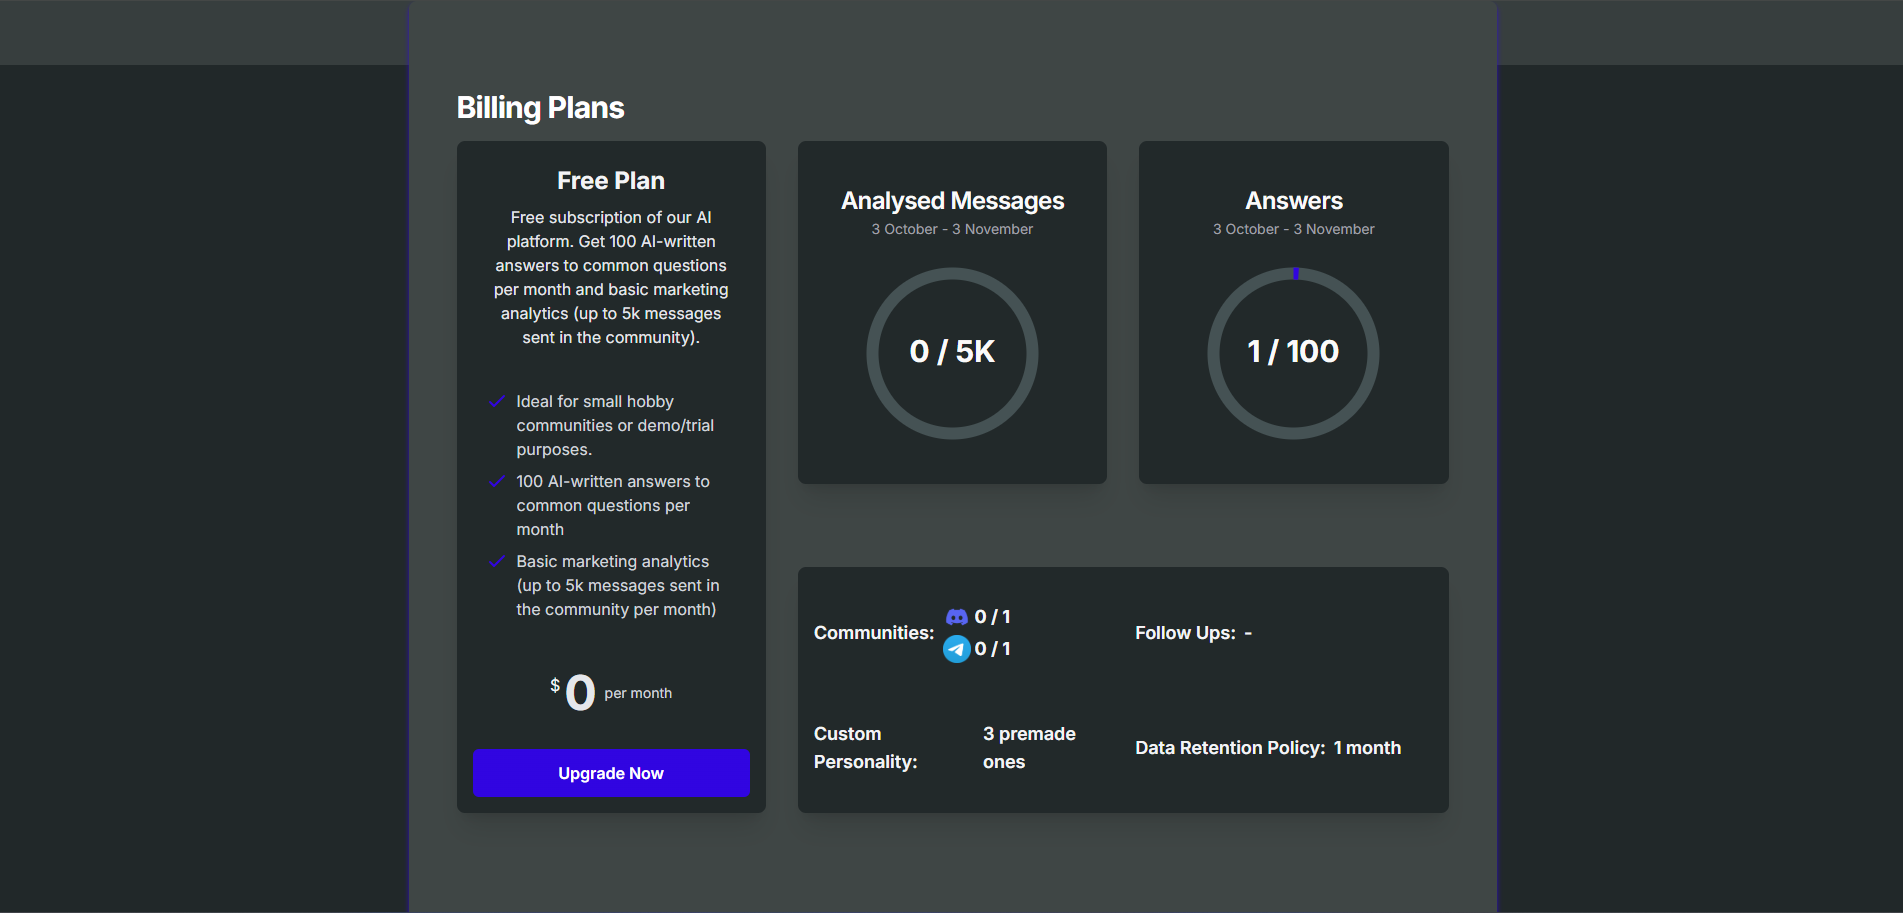 Billing Plans
Free Plan
Free subscription of our AI
platform. Get 100 AI-written
answers to common questions
per month and basic marketing
analytics (up to 5k messages
sent in the community).
Ideal for small hobby
communities or demo/trial
purposes.
100 AI-written answers to
common questions per
month
Basic marketing analytics
(up to 5k messages sent in
the community per month)
$0 per month
Upgrade Now
Analysed Messages
3 October - 3 November
0 / 5K
Answers
3 October - 3 November
1 / 100
Communities:
0 / 1
0 / 1
Follow Ups: -
Custom
Personality:
3 premade
ones
Data Retention Policy: 1 month